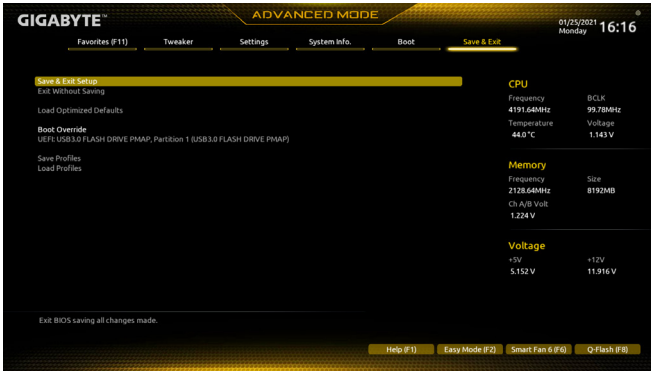 GIGABYTE™
ADVANCED MODE
01/25/2021 16:16
Monday
Favorites (F11) Tweaker Settings System Info. Boot Save & Exit
Save & Exit Setup
Exit Without Saving
Load Optimized Defaults
Boot Override
UEFI: USB3.0 FLASH DRIVE PMAP, Partition 1 (USB3.0 FLASH DRIVE PMAP)
Save Profiles
Load Profiles
CPU
Frequency BCLK
4191.64MHz 99.78MHz
Temperature Voltage
44.0 °C 1.143 V
Memory
Frequency Size
2128.64MHz 8192MB
Ch A/B Volt
1.224 V
Voltage
+5V +12V
5.152 V 11.916 V
Exit BIOS saving all changes made.
Help (F1) Easy Mode (F2) Smart Fan 6 (F6) Q-Flash (F8)